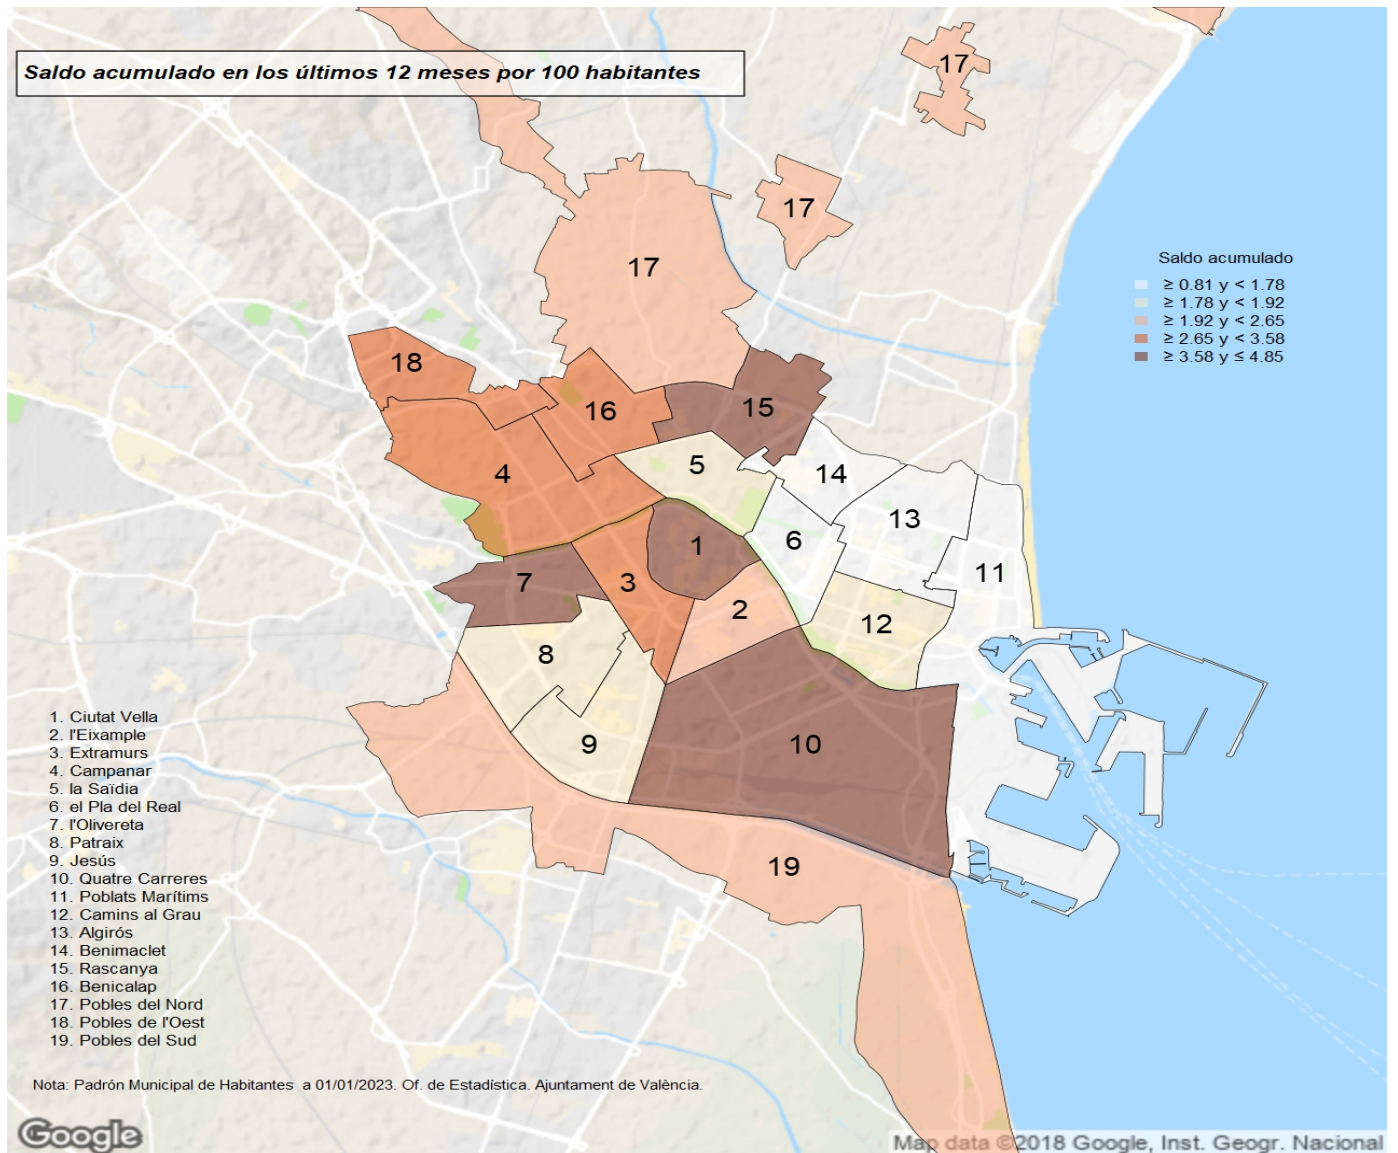 Saldo acumulado en los últimos 12 meses por 100 habitantes
17
17
17
Saldo acumulado
≥ 0.81 y < 1.78
≥ 1.78 y < 1.92
≥ 1.92 y < 2.65
≥ 2.65 y < 3.58
≥ 3.58 y ≤ 4.85
18
16
15
4
5
14
13
1
6
11
7
3
2
12
8
9
10
19
1. Ciutat Vella
2. l'Eixample
3. Extramurs
4. Campanar
5. la Saïdia
6. el Pla del Real
7. l'Olivereta
8. Patraix
9. Jesús
10. Quatre Carreres
11. Poblats Marítims
12. Camins al Grau
13. Algirós
14. Benimaclet
15. Rascanya
16. Benicalap
17. Pobles del Nord
18. Pobles de l'Oest
19. Pobles del Sud
Nota: Padrón Municipal de Habitantes a 01/01/2023. Of. de Estadística. Ajuntament de València.
Google
Map data ©2018 Google, Inst. Geogr. Nacional